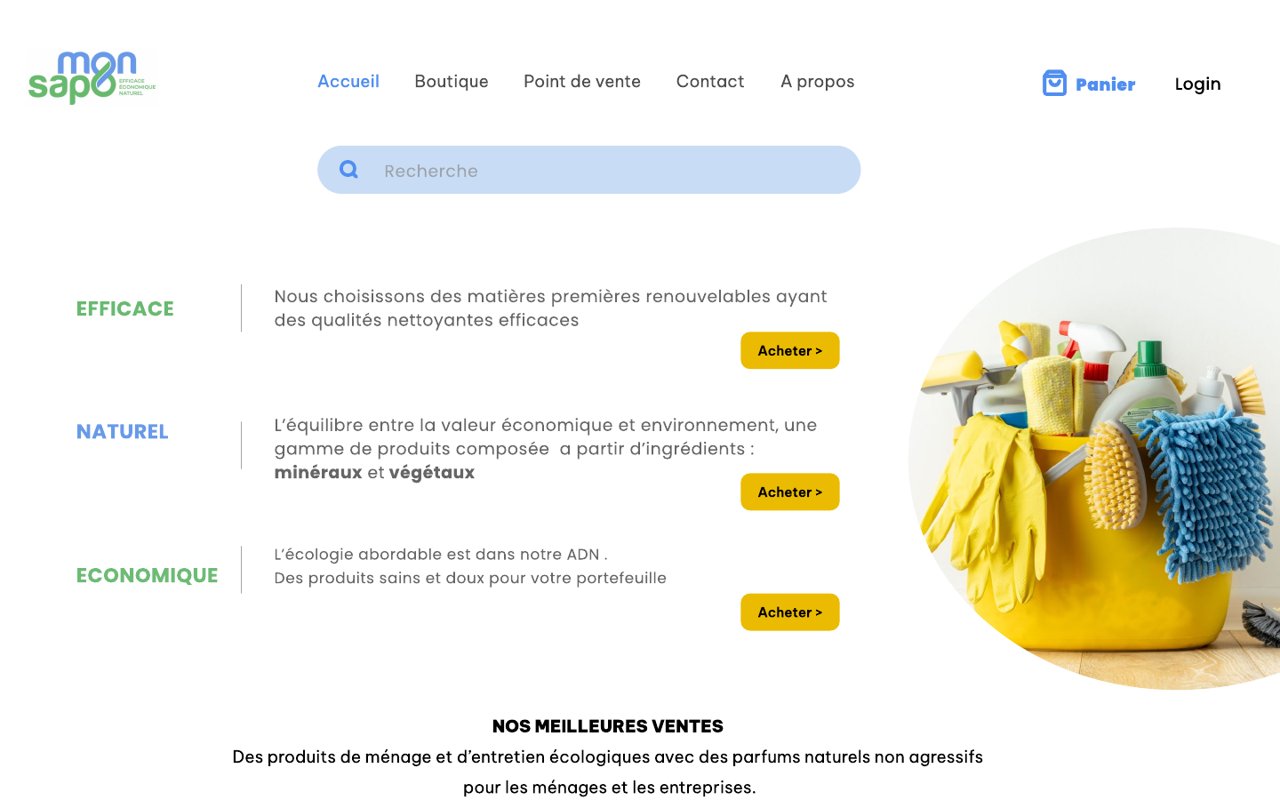 mon
sapo
EFFICACE
ECONOMIQUE
NATUREL
Accueil
Boutique
Point de vente
Contact
A propos
Panier
Login
Recherche
EFFICACE
Nous choisissons des matières premières renouvelables ayant
des qualités nettoyantes efficaces
Acheter >
NATUREL
L’équilibre entre la valeur économique et environnement, une
gamme de produits composée  a partir d’ingrédients :
minéraux et végétaux
Acheter >
ECONOMIQUE
L’écologie abordable est dans notre ADN .
Des produits sains et doux pour votre portefeuille
Acheter >
NOS MEILLEURES VENTES
Des produits de ménage et d’entretien écologiques avec des parfums naturels non agressifs
pour les ménages et les entreprises.